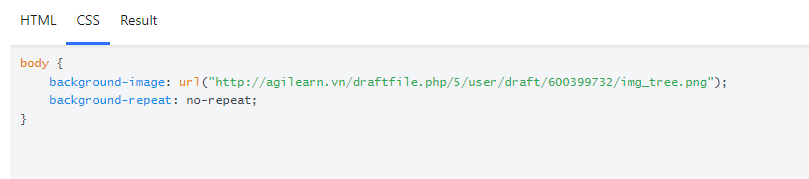 HTML CSS Result
body {
    background-image: url("http://agilearn.vn/draftfile.php/5/user/draft/600399732/img_tree.png");
    background-repeat: no-repeat;
}